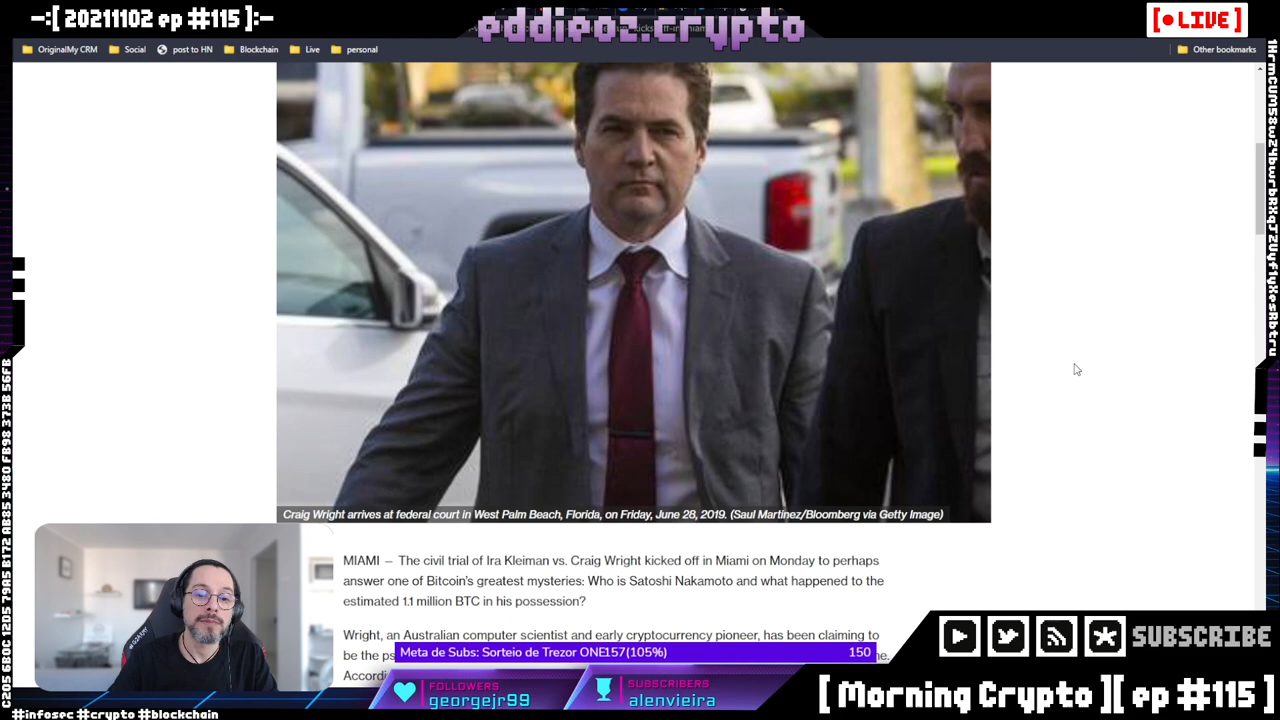 -:[ 20211102 ep #115 ]:-
eddieoz.crypto
[ LIVE ]
OriginalMy CRM
Social
post to HN
Blockchain
Live
personal
Other bookmarks
Craig Wright arrives at federal court in West Palm Beach, Florida, on Friday, June 28, 2019. (Saul Martinez/Bloomberg via Getty Image)
MIAMI — The civil trial of Ira Kleiman vs. Craig Wright kicked off in Miami on Monday to perhaps
answer one of Bitcoin's greatest mysteries: Who is Satoshi Nakamoto and what happened to the
estimated 1.1 million BTC in his possession?
Wright, an Australian computer scientist and early cryptocurrency pioneer, has been claiming to
be the
Meta de Subs: Sorteio de Trezor ONE157(105%)
150
FOLLOWERS
georgejr99
SUBSCRIBERS
alenvieira
SUBSCRIBE
[ Morning Crypto ][ ep #115 ]
#infosec #crypto #blockchain